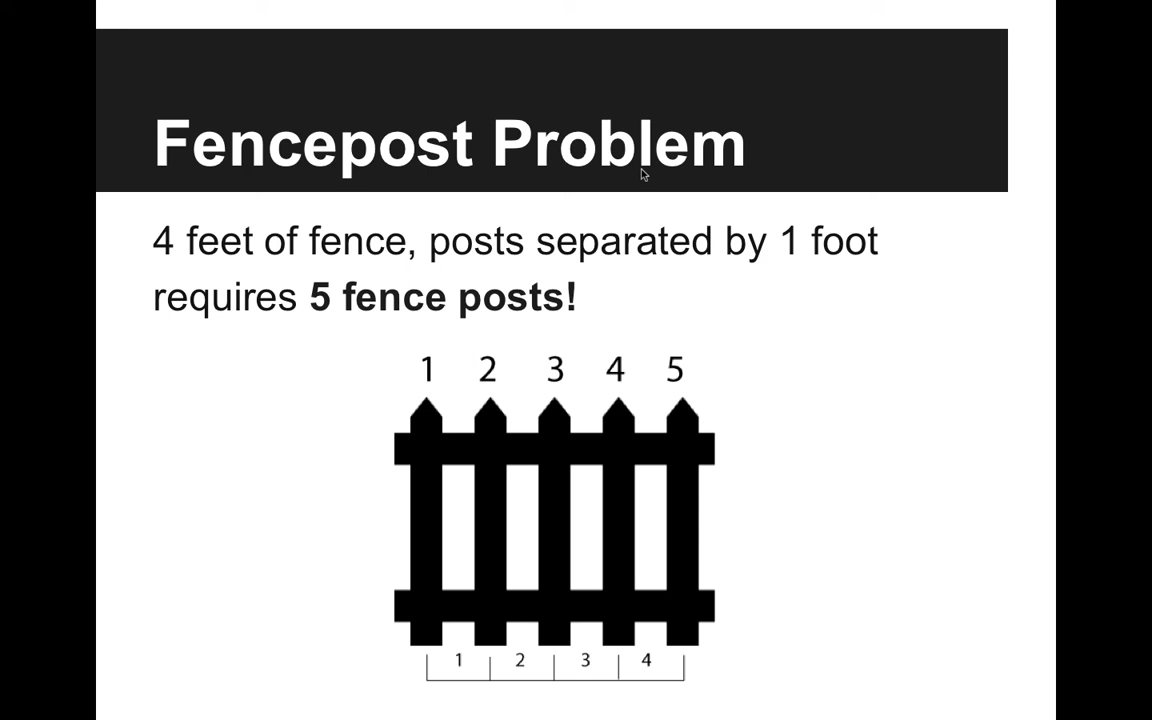 Fencepost Problem
4 feet of fence, posts separated by 1 foot
requires 5 fence posts!
1 2 3 4 5
1 2 3 4